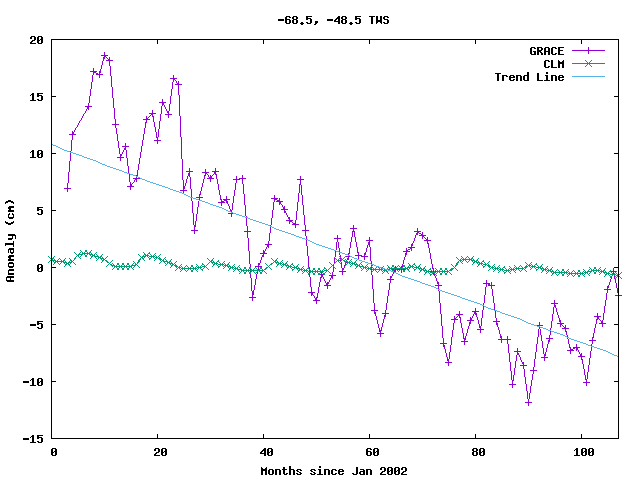 -68.5, -48.5 TWS
GRACE
CLM
Trend Line
20
15
10
5
0
-5
-10
-15
Anomaly (cm)
0 20 40 60 80 100
Months since Jan 2002